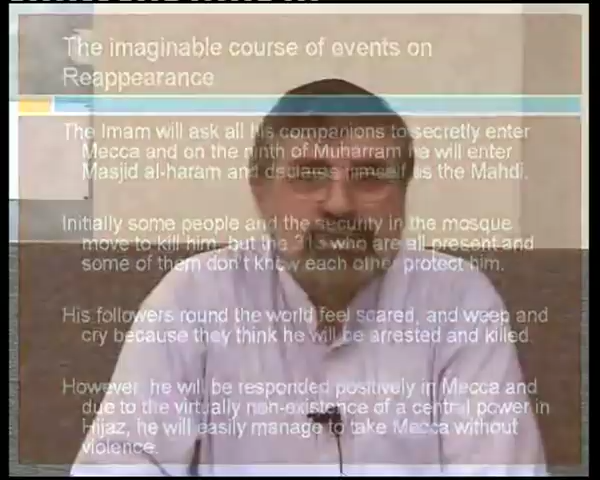 The imaginable course of events on
Reappearance
The Imam will ask all his companions to secretly enter
Mecca and on the ninth of Muharram he will enter
Masjid al-haram and declares himself as the Mahdi.
Initially some people and the security in the mosque
move to kill him, but the 313 who are all present and
some of them don't know each other protect him.
His followers round the world feel scared, and weep and
cry because they think he will be arrested and killed.
However, he will be responded positively in Mecca and
due to the virtually non-existence of a central power in
Hijaz, he will easily manage to take Mecca without
violence.